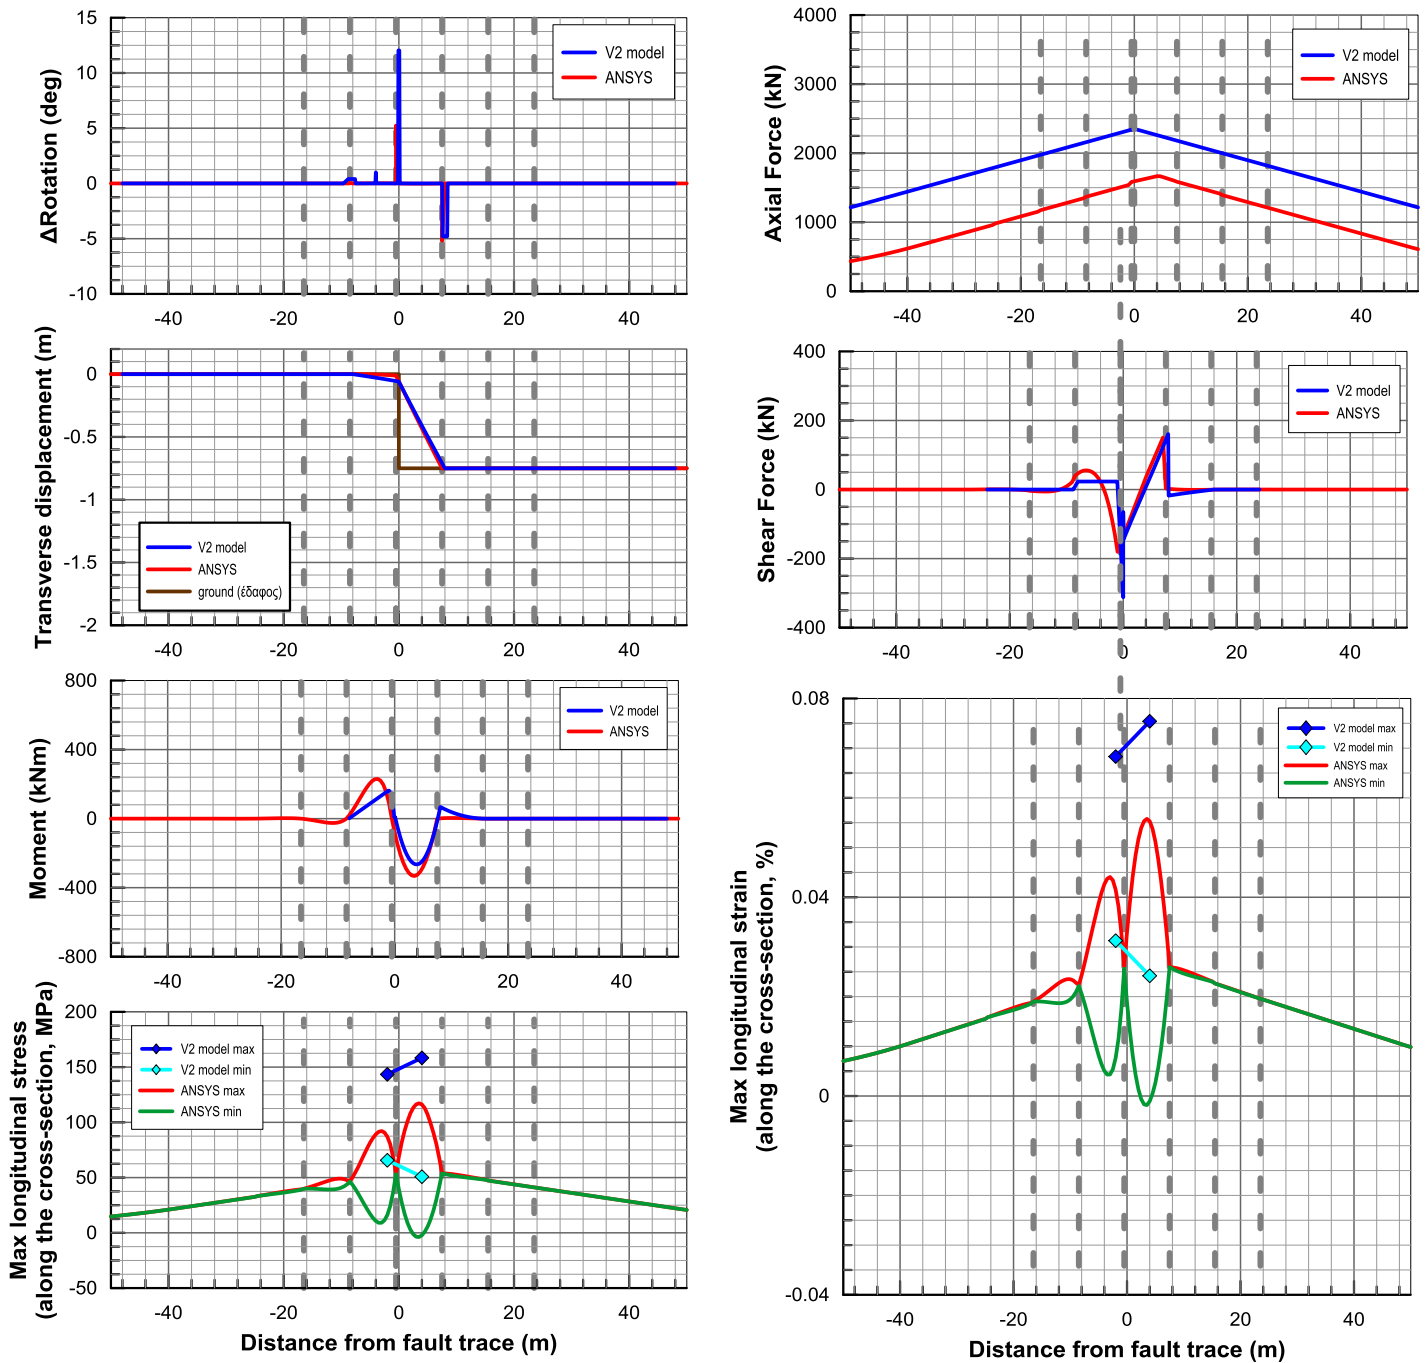 ΔRotation (deg)
15
10
5
0
-5
-10
-40
-20
0
20
40
V2 model
ANSYS
Axial Force (kN)
4000
3000
2000
1000
0
-40
-20
0
20
40
V2 model
ANSYS
Transverse displacement (m)
0
-0.5
-1
-1.5
-2
-40
-20
0
20
40
V2 model
ANSYS
ground (έδαφος)
Shear Force (kN)
400
200
0
-200
-400
-40
-20
0
20
40
V2 model
ANSYS
Moment (kNm)
800
400
0
-400
-800
-40
-20
0
20
40
V2 model
ANSYS
Max longitudinal stress
(along the cross-section, MPa)
200
150
100
50
0
-50
-40
-20
0
20
40
V2 model max
V2 model min
ANSYS max
ANSYS min
Distance from fault trace (m)
Max longitudinal strain
(along the cross-section, %)
0.08
0.04
0
-0.04
-40
-20
0
20
40
V2 model max
V2 model min
ANSYS max
ANSYS min
Distance from fault trace (m)